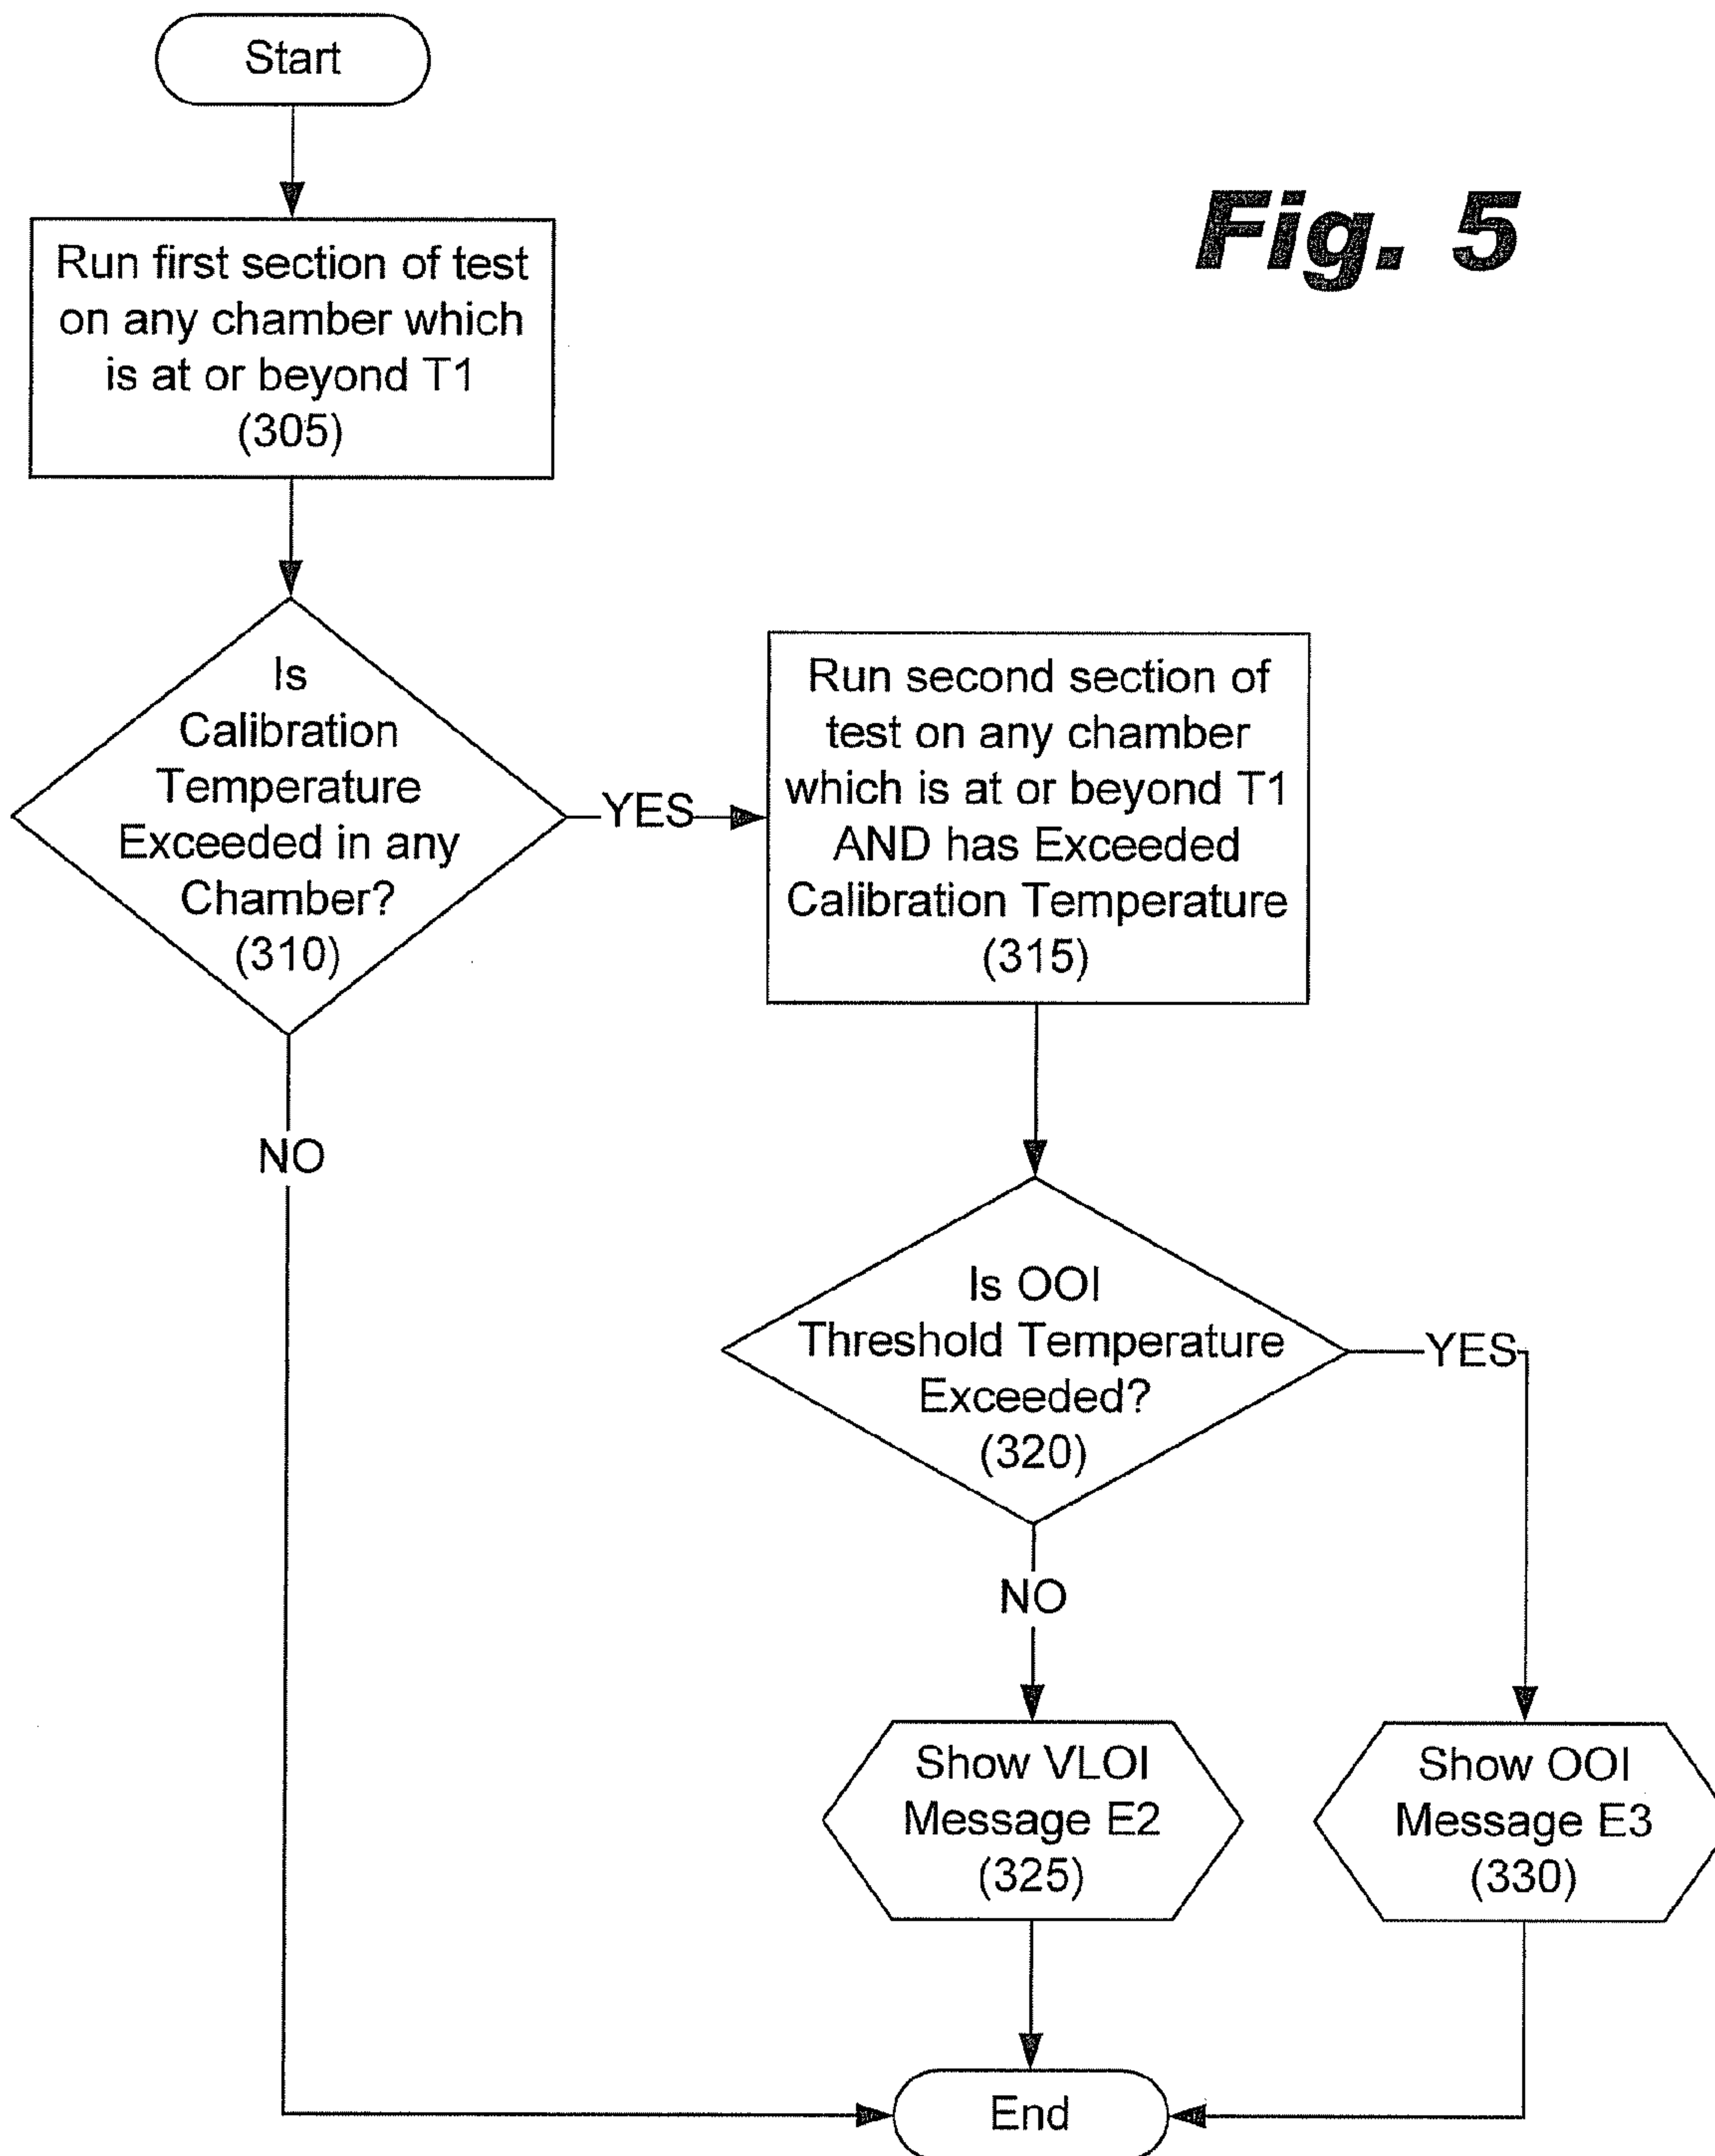 Start
Fig. 5
Run first section of test
on any chamber which
is at or beyond T1
(305)
Is
Calibration
Temperature
Exceeded in any
Chamber?
(310)
YES
Run second section of
test on any chamber
which is at or beyond T1
AND has Exceeded
Calibration Temperature
(315)
NO
Is OOI
Threshold Temperature
Exceeded?
(320)
YES
NO
Show VLOI
Message E2
(325)
Show OOI
Message E3
(330)
End